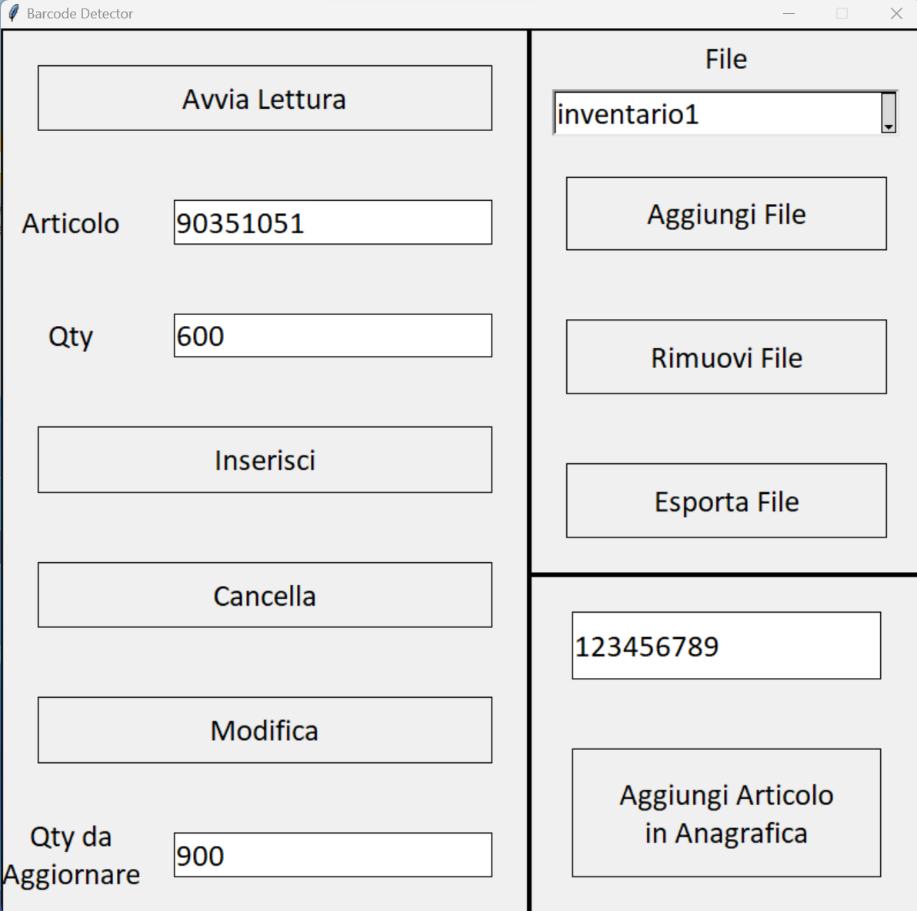 Barcode Detector
Avvia Lettura
Articolo
90351051
Qty
600
Inserisci
Cancella
Modifica
Qty da
Aggiornare
900
File
inventario1
Aggiungi File
Rimuovi File
Esporta File
123456789
Aggiungi Articolo
in Anagrafica